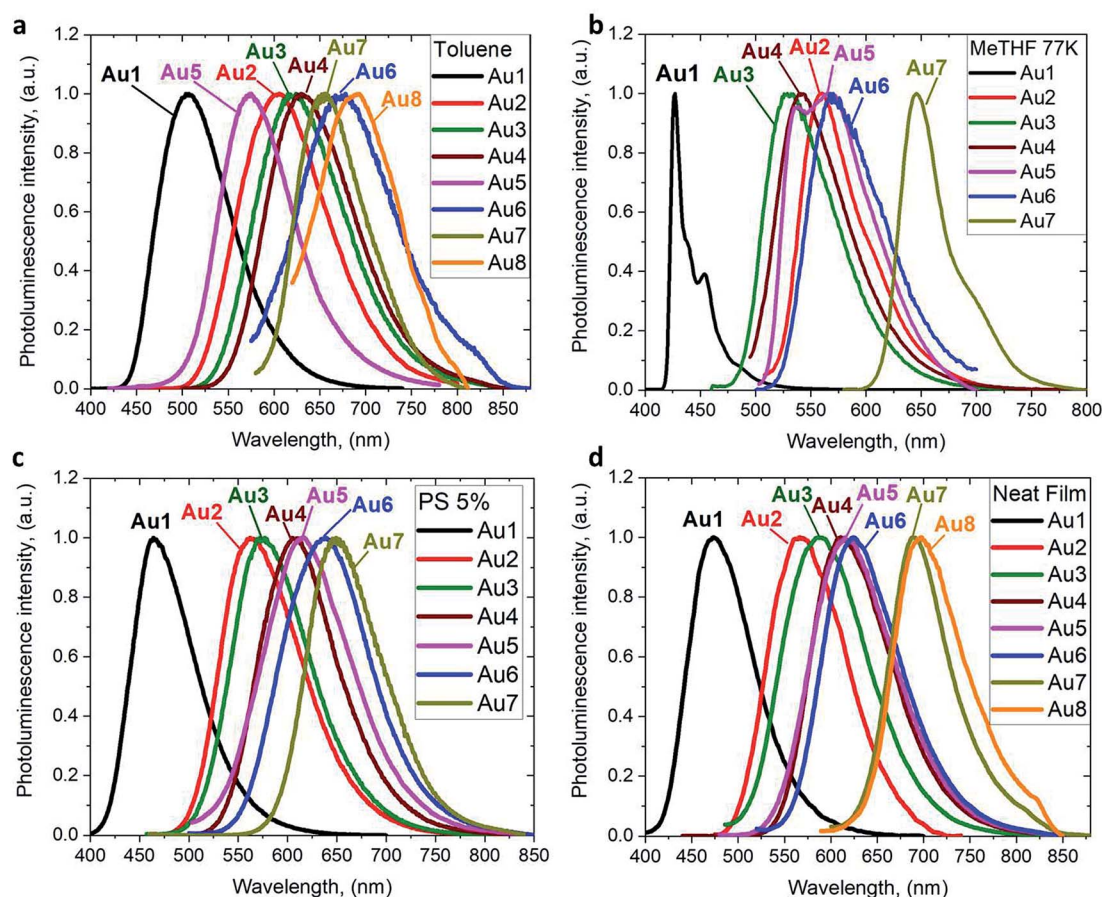 a
Photoluminescence intensity, (a.u.)
1.2
1.0
0.8
0.6
0.4
0.2
0.0
Au1
Au5
Au2
Au3
Au4
Au7
Au6
Au8
Toluene
Au1
Au2
Au3
Au4
Au5
Au6
Au7
Au8
400 450 500 550 600 650 700 750 800 850
Wavelength, (nm)
b
Photoluminescence intensity, (a.u.)
1.2
1.0
0.8
0.6
0.4
0.2
0.0
Au1
Au3
Au4
Au2
Au5
Au6
Au7
MeTHF 77K
Au1
Au2
Au3
Au4
Au5
Au6
Au7
400 450 500 550 600 650 700 750 800
Wavelength, (nm)
c
Photoluminescence intensity, (a.u.)
1.2
1.0
0.8
0.6
0.4
0.2
0.0
Au1
Au2
Au3
Au4
Au5
Au6
Au7
PS 5%
Au1
Au2
Au3
Au4
Au5
Au6
Au7
400 450 500 550 600 650 700 750 800 850
Wavelength, (nm)
d
Photoluminescence intensity, (a.u.)
1.2
1.0
0.8
0.6
0.4
0.2
0.0
Au1
Au2
Au3
Au4
Au5
Au6
Au7
Au8
Neat Film
Au1
Au2
Au3
Au4
Au5
Au6
Au7
Au8
400 450 500 550 600 650 700 750 800 850
Wavelength, (nm)